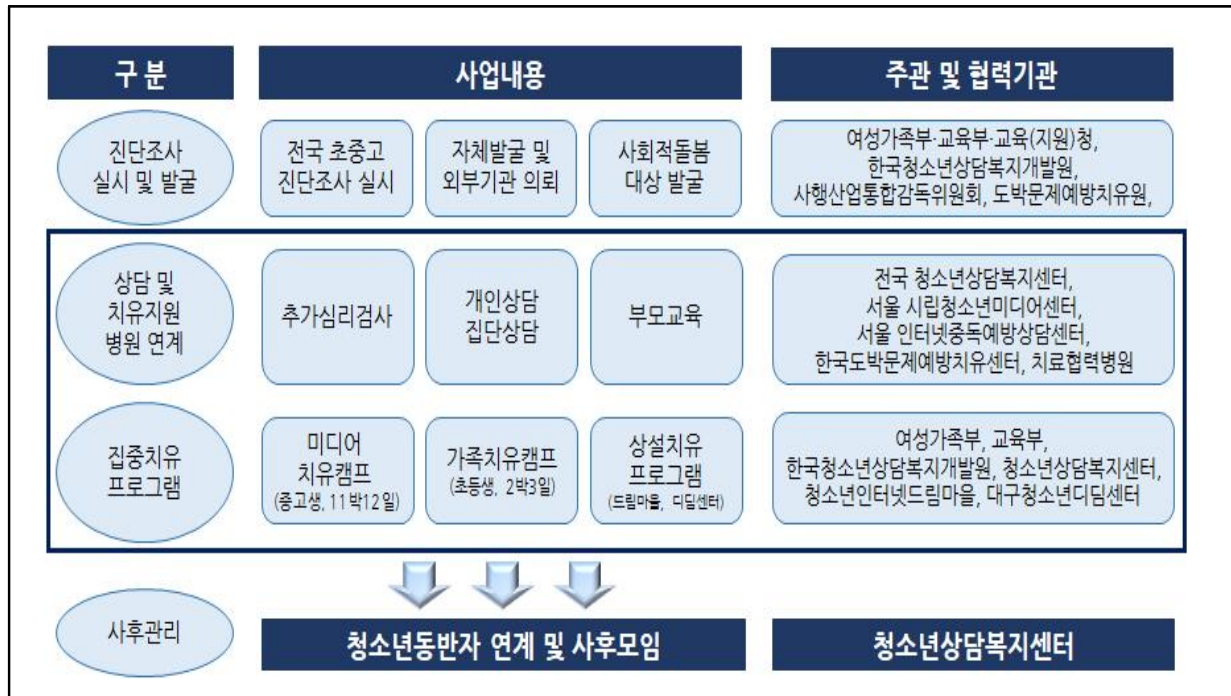 구 분
사업내용
주관 및 협력기관
진단조사
실시 및 발굴
전국 초중고
진단조사 실시
자체발굴 및
외부기관 의뢰
사회적돌봄
대상 발굴
여성가족부·교육부·교육(지원)청,
한국청소년상담복지개발원,
사행산업통합감독위원회, 도박문제예방치유원,
상담 및
치유지원
병원 연계
추가심리검사
개인상담
집단상담
부모교육
전국 청소년상담복지센터,
서울 시립청소년미디어센터,
서울 인터넷중독예방상담센터,
한국도박문제예방치유센터, 치료협력병원
집중치유
프로그램
미디어
치유캠프
(중고생, 11박12일)
가족치유캠프
(초등생, 2박3일)
상설치유
프로그램
(드림마을, 디딤센터)
여성가족부, 교육부,
한국청소년상담복지개발원, 청소년상담복지센터,
청소년인터넷드림마을, 대구청소년디딤센터
사후관리
청소년동반자 연계 및 사후모임
청소년상담복지센터